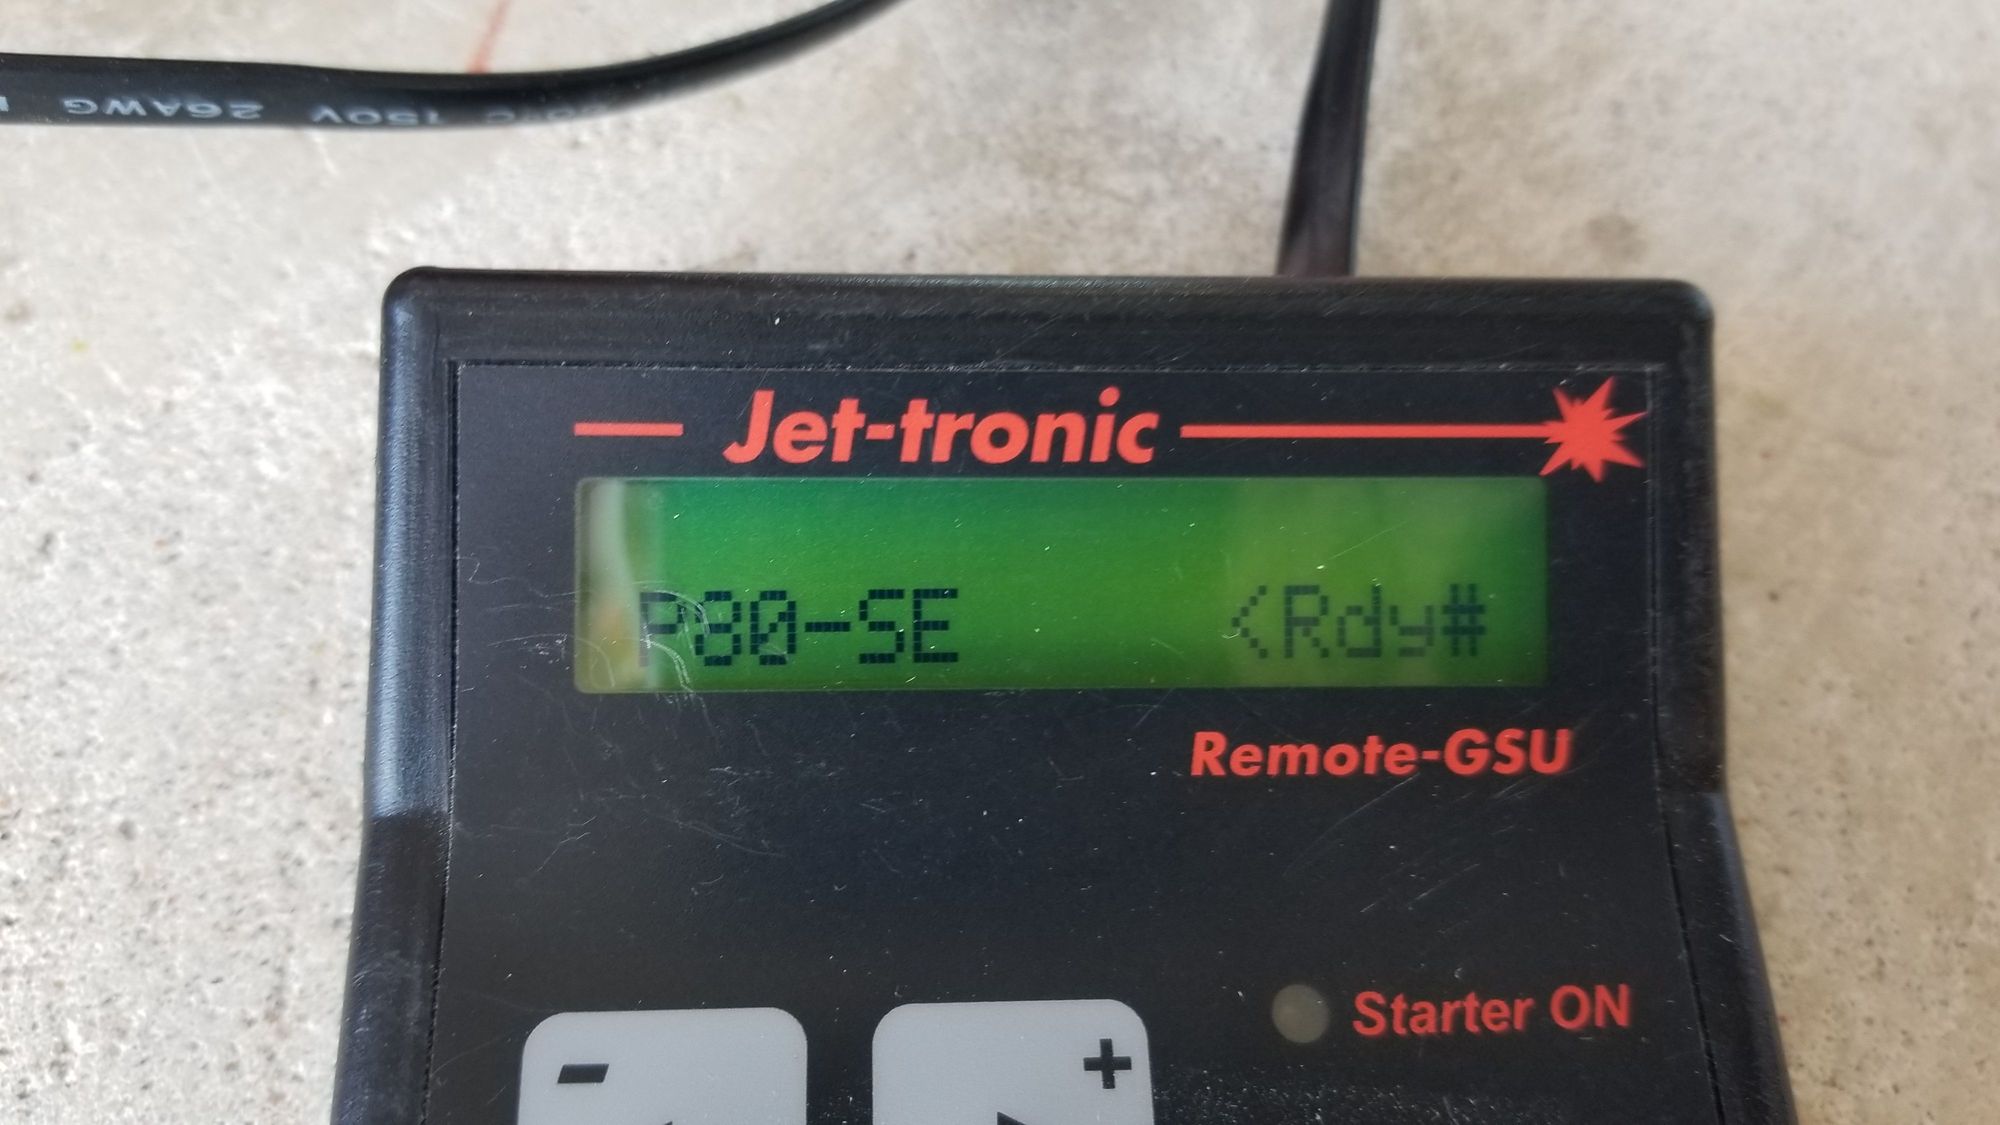 26AWG
150V
Jet-tronic
P80-SE <Rdy#
Remote-GSU
Starter ON
-
+